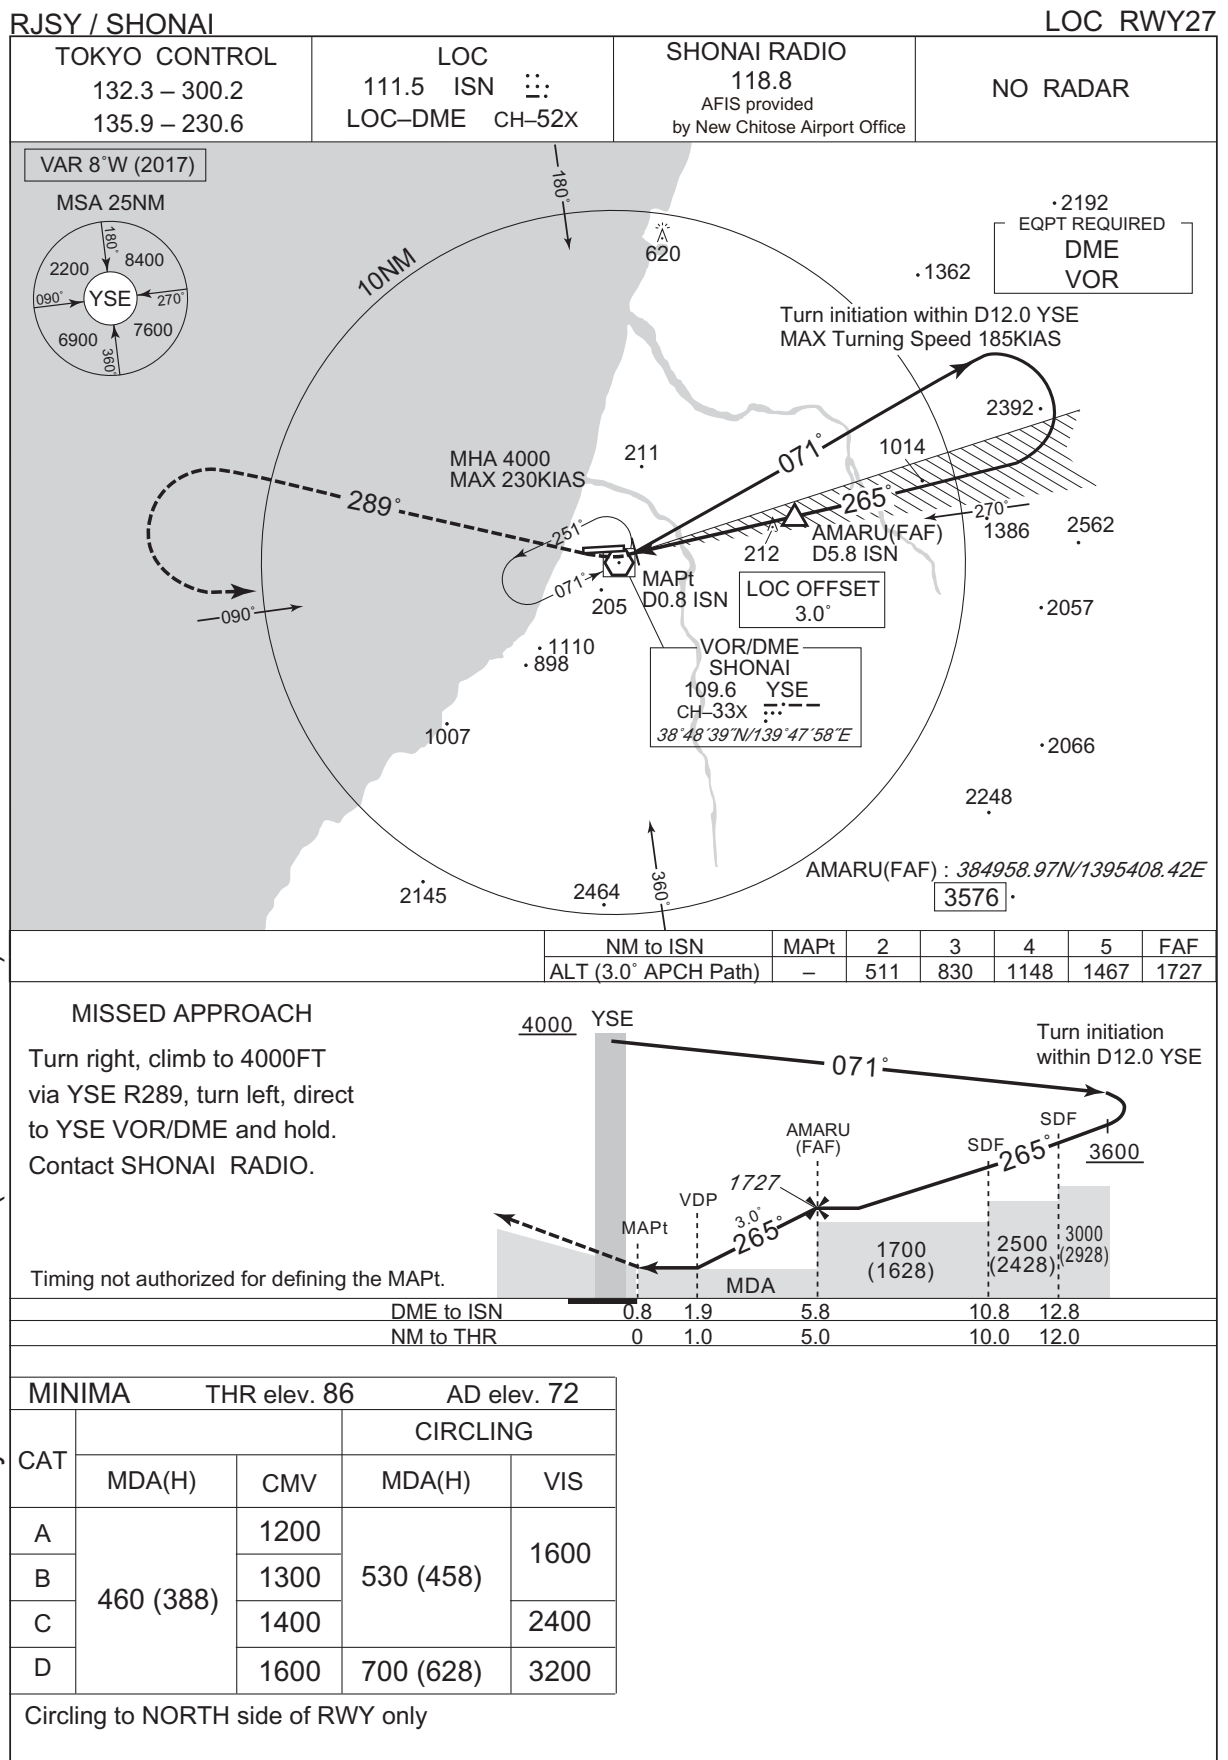 RJSY / SHONAI
LOC RWY27
TOKYO CONTROL
132.3 – 300.2
135.9 – 230.6
LOC
111.5 ISN
LOC–DME CH–52X
SHONAI RADIO
118.8
AFIS provided
by New Chitose Airport Office
NO RADAR
VAR 8°W (2017)
MSA 25NM
180°
2200
8400
090°
YSE
270°
6900
7600
360°
180°
10NM
620
2192
EQPT REQUIRED
DME
VOR
1362
Turn initiation within D12.0 YSE
MAX Turning Speed 185KIAS
2392
071°
1014
MHA 4000
MAX 230KIAS
211
289°
265°
270°
1386
2562
251°
212
AMARU(FAF)
D5.8 ISN
071°
MAPt
D0.8 ISN
205
LOC OFFSET
3.0°
090°
2057
1110
898
VOR/DME
SHONAI
109.6 YSE
CH–33X
38°48′39″N/139°47′58″E
1007
2066
2248
AMARU(FAF) : 384958.97N/1395408.42E
3576
2145
2464
360°
NM to ISN MAPt 2 3 4 5 FAF
ALT (3.0° APCH Path) – 511 830 1148 1467 1727
MISSED APPROACH
Turn right, climb to 4000FT
via YSE R289, turn left, direct
to YSE VOR/DME and hold.
Contact SHONAI RADIO.
Timing not authorized for defining the MAPt.
4000
YSE
071°
Turn initiation
within D12.0 YSE
SDF
AMARU
(FAF)
SDF
265°
3600
1727
VDP
3.0°
265°
MAPt
MDA
1700
(1628)
2500
(2428)
3000
(2928)
DME to ISN 0.8 1.9 5.8 10.8 12.8
NM to THR 0 1.0 5.0 10.0 12.0
MINIMA THR elev. 86 AD elev. 72
CAT
CIRCLING
MDA(H) CMV MDA(H) VIS
A 460 (388) 1200 530 (458) 1600
B 1300
C 1400 2400
D 1600 700 (628) 3200
Circling to NORTH side of RWY only